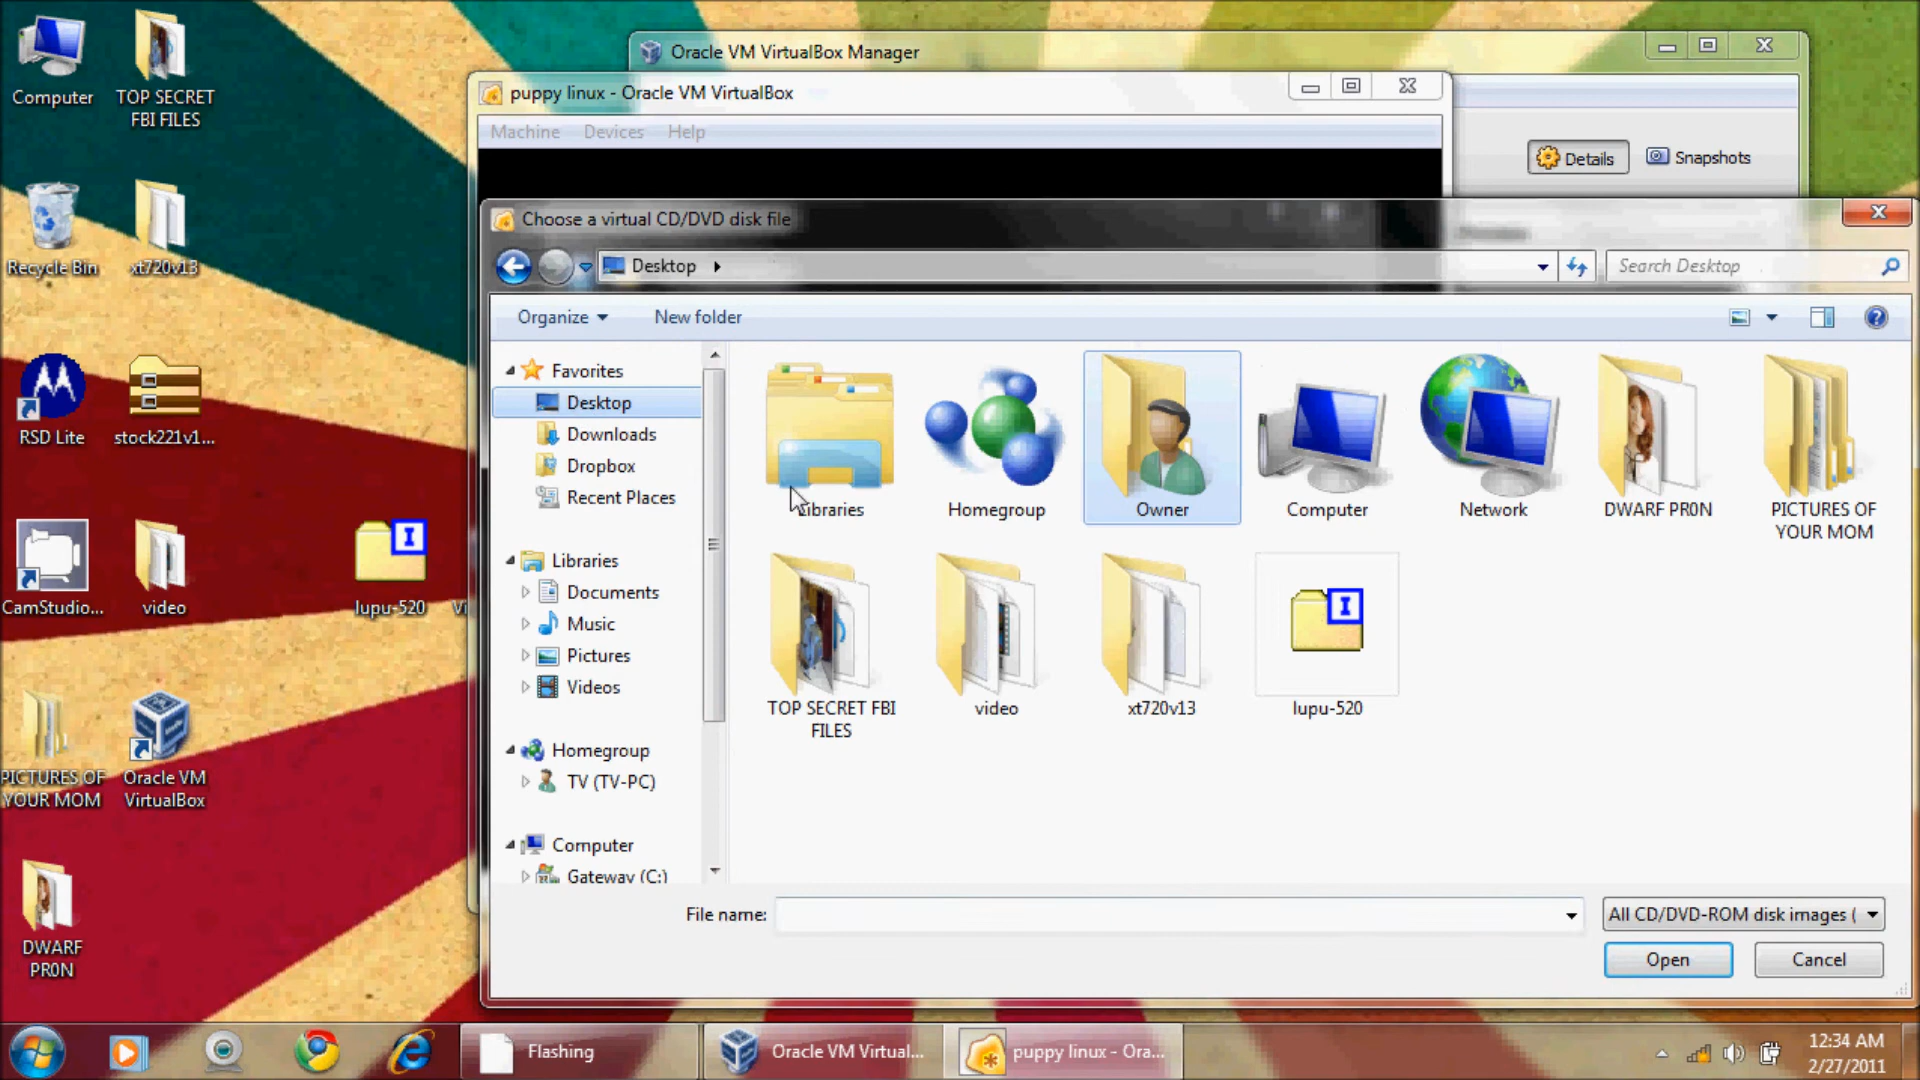 Computer
TOP SECRET
FBI FILES
Recycle Bin
xt720v13
RSD Lite
stock221v1...
CamStudio...
video
lupu-520
PICTURES OF
YOUR MOM
Oracle VM
VirtualBox
DWARF
PR0N
Oracle VM VirtualBox Manager
Details
Snapshots
puppy linux - Oracle VM VirtualBox
Machine
Devices
Help
Choose a virtual CD/DVD disk file
Desktop
Search Desktop
Organize
New folder
Favorites
Desktop
Downloads
Dropbox
Recent Places
Libraries
Documents
Music
Pictures
Videos
Homegroup
TV (TV-PC)
Computer
Gateway (C:)
Libraries
Homegroup
Owner
Computer
Network
DWARF PR0N
PICTURES OF
YOUR MOM
TOP SECRET FBI
FILES
video
xt720v13
lupu-520
File name:
All CD/DVD-ROM disk images (
Open
Cancel
Flashing
Oracle VM Virtual...
puppy linux - Ora...
12:34 AM
2/27/2011